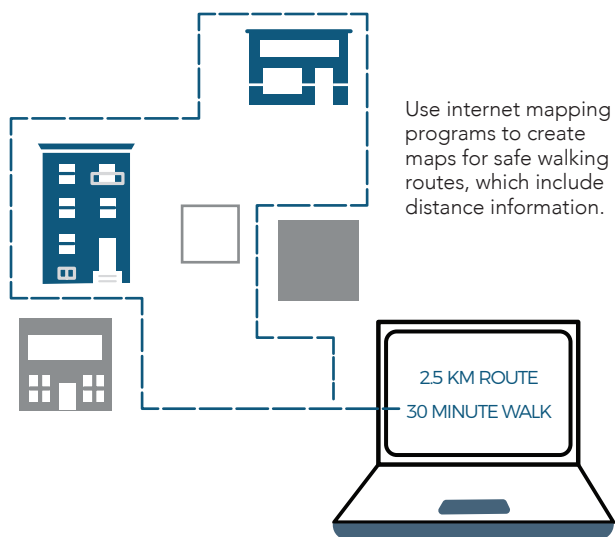 Use internet mapping
programs to create
maps for safe walking
routes, which include
distance information.
2.5 KM ROUTE
30 MINUTE WALK